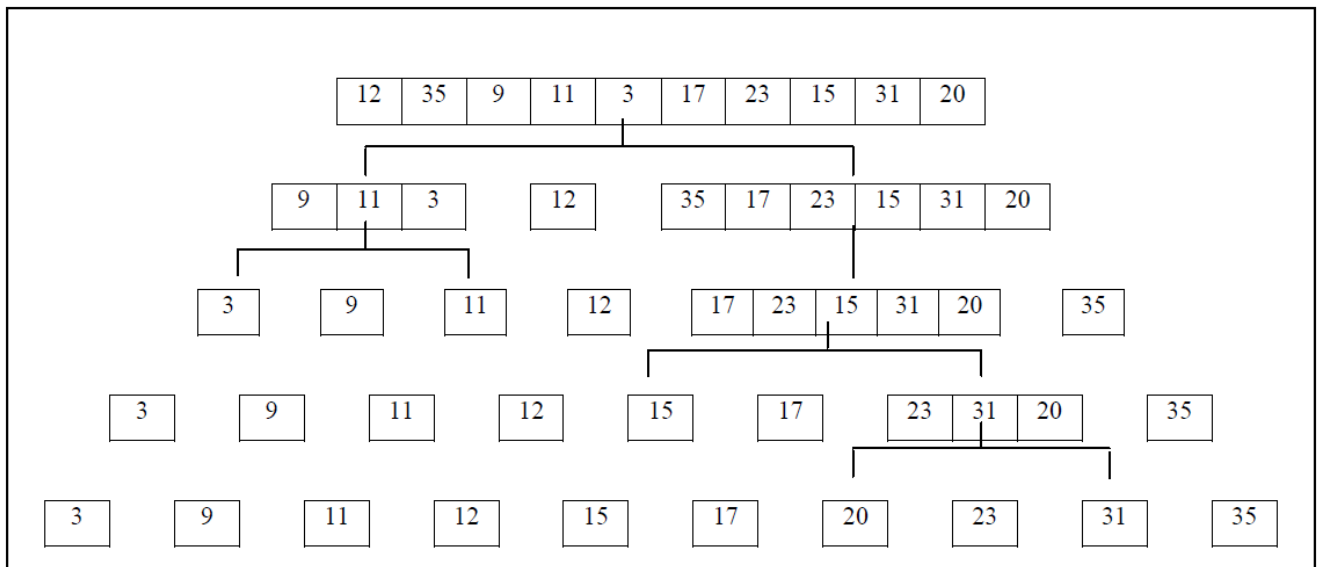 12 35 9 11 3 17 23 15 31 20
9 11 3 12 35 17 23 15 31 20
3 9 11 12 17 23 15 31 20 35
3 9 11 12 15 17 23 31 20 35
3 9 11 12 15 17 20 23 31 35